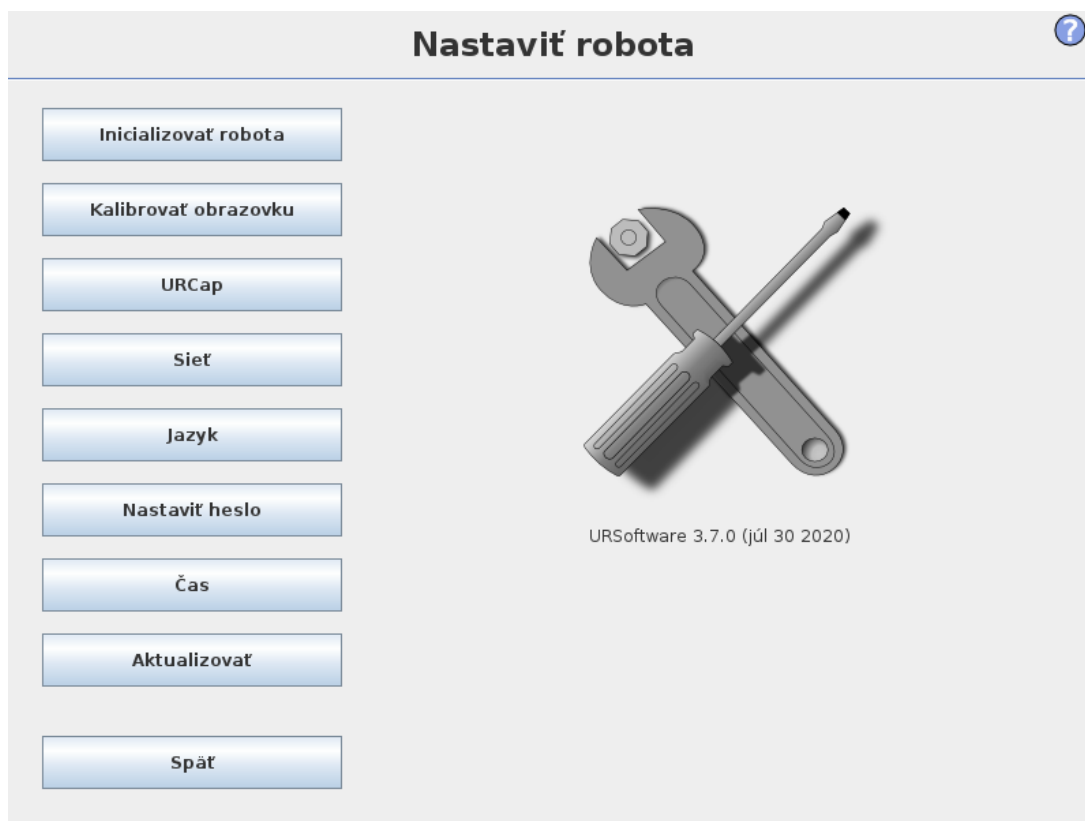 Nastaviť robota
?
Inicializovať robota
Kalibrovať obrazovku
URCap
Sieť
Jazyk
Nastaviť heslo
Čas
Aktualizovať
Späť
URSoftware 3.7.0 (júl 30 2020)